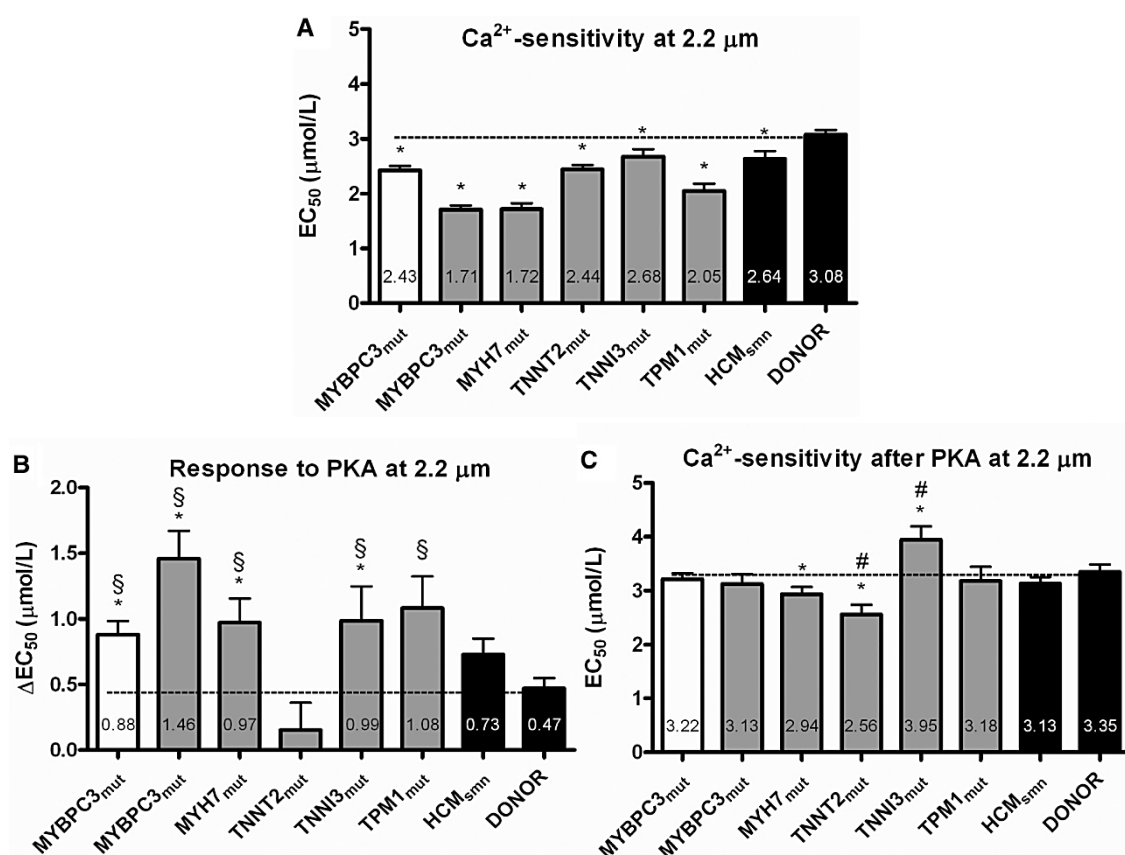 A
Ca²⁺-sensitivity at 2.2 μm
EC₅₀ (μmol/L)
5
4
3
2
1
0
* * * * * * *
2.43 1.71 1.72 2.44 2.68 2.05 2.64 3.08
MYBPC3mut MYBPC3mut MYH7mut TNNT2mut TNNI3mut TPM1mut HCMsmn DONOR
B
Response to PKA at 2.2 μm
ΔEC₅₀ (μmol/L)
2.0
1.5
1.0
0.5
0.0
§ § § § §
* * * *
0.88 1.46 0.97 0.99 1.08 0.73 0.47
MYBPC3mut MYBPC3mut MYH7mut TNNT2mut TNNI3mut TPM1mut HCMsmn DONOR
C
Ca²⁺-sensitivity after PKA at 2.2 μm
EC₅₀ (μmol/L)
5
4
3
2
1
0
# #
* * *
3.22 3.13 2.94 2.56 3.95 3.18 3.13 3.35
MYBPC3mut MYBPC3mut MYH7mut TNNT2mut TNNI3mut TPM1mut HCMsmn DONOR